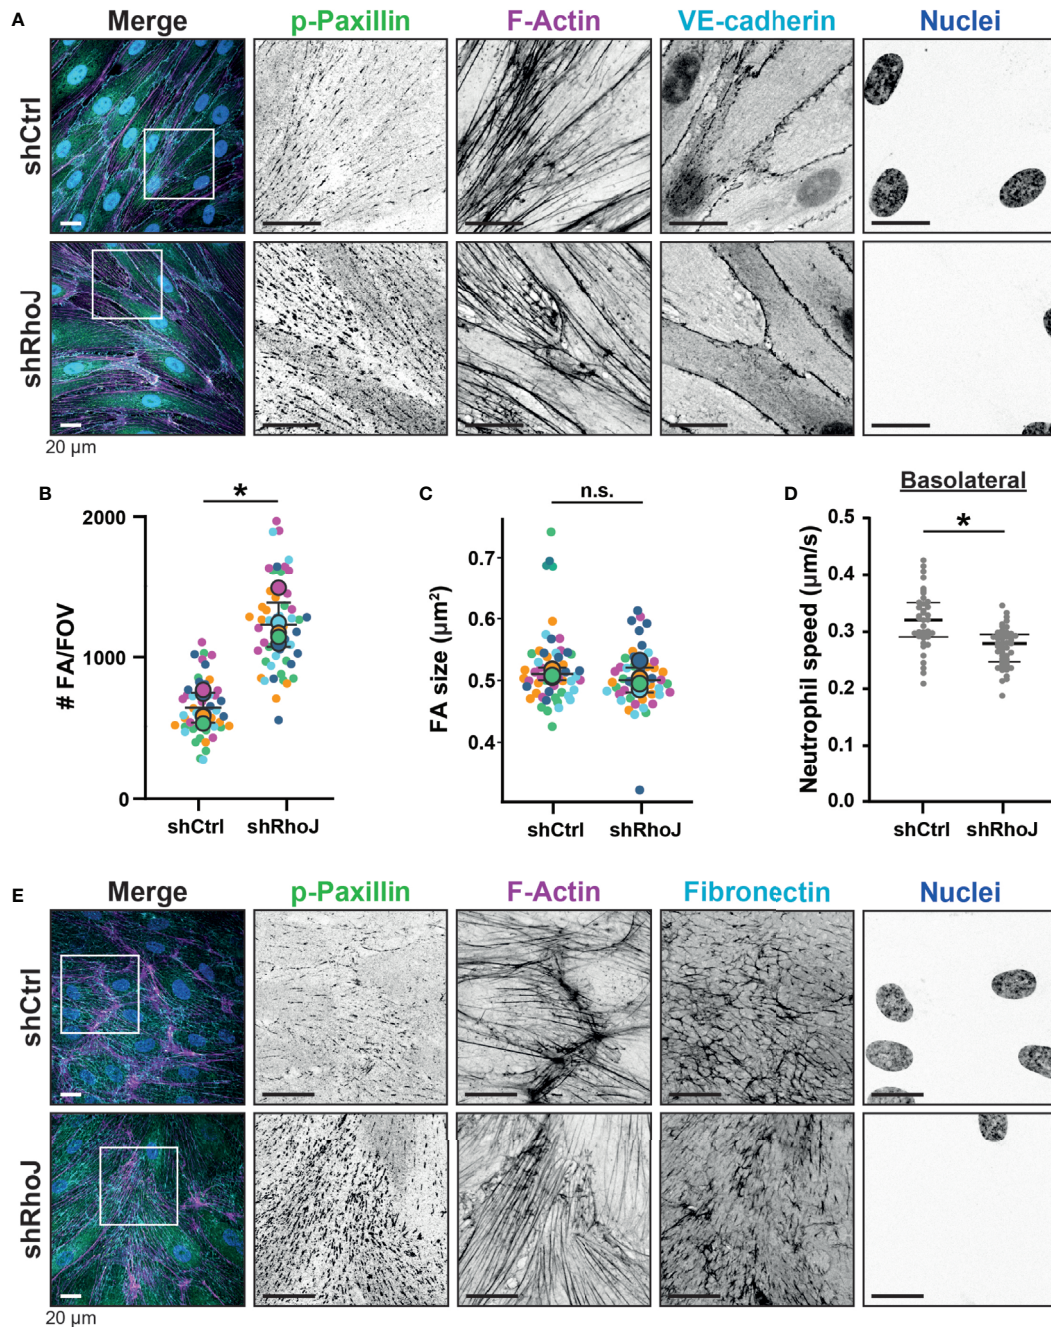 A
Merge p-Paxillin F-Actin VE-cadherin Nuclei
shCtrl
shRhoJ
20 µm
B
*
# FA/FOV
2000
1000
0
shCtrl shRhoJ
C
n.s.
FA size (µm²)
0.7
0.6
0.5
0.4
shCtrl shRhoJ
D
Basolateral
*
Neutrophil speed (µm/s)
0.5
0.4
0.3
0.2
0.1
0.0
shCtrl shRhoJ
E
Merge p-Paxillin F-Actin Fibronectin Nuclei
shCtrl
shRhoJ
20 µm